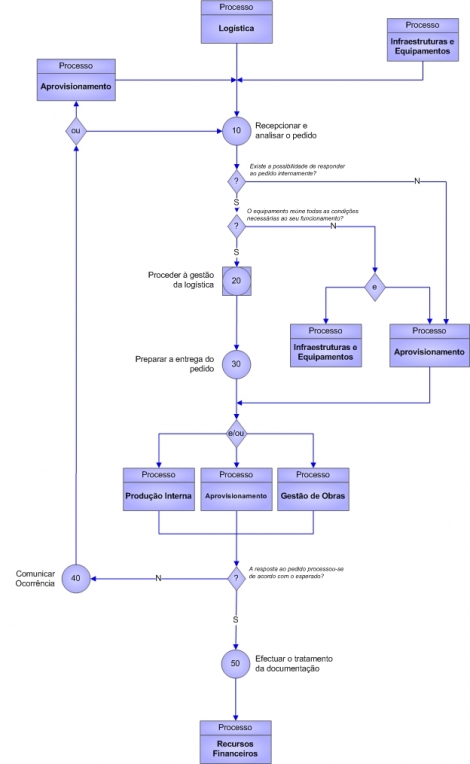 Processo
Logística
Processo
Infraestruturas e
Equipamentos
Processo
Aprovisionamento
ou
10
Recepcionar e
analisar o pedido
Existe a possibilidade de responder
ao pedido internamente?
?
N
S
O equipamento reúne todas as condições
necessárias ao seu funcionamento?
?
N
S
Proceder à gestão
da logística
20
e
Processo
Infraestruturas e
Equipamentos
Processo
Aprovisionamento
Preparar a entrega do
pedido
30
e/ou
Processo
Produção Interna
Processo
Aprovisionamento
Processo
Gestão de Obras
A resposta ao pedido processou-se
de acordo com o esperado?
?
N
Comunicar
Ocorrência
40
S
50
Efectuar o tratamento
da documentação
Processo
Recursos
Financeiros